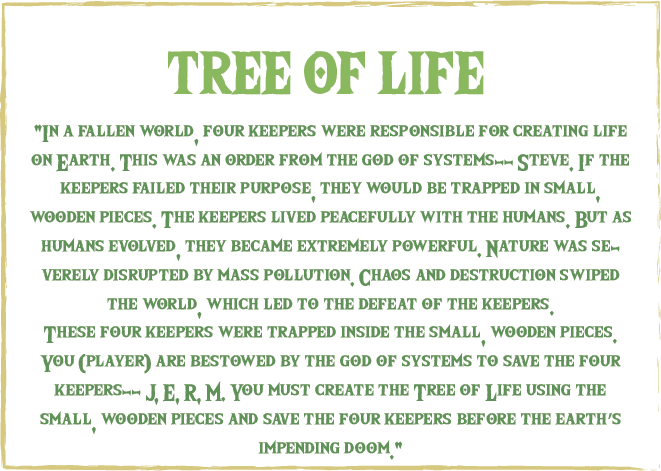 TREE OF LIFE
"In a fallen world, four keepers were responsible for creating life
on Earth. This was an order from the god of systems-- Steve. If the
keepers failed their purpose, they would be trapped in small,
wooden pieces. The keepers lived peacefully with the humans. But as
humans evolved, they became extremely powerful. Nature was se-
verely disrupted by mass pollution. Chaos and destruction swiped
the world, which led to the defeat of the keepers.
These four keepers were trapped inside the small, wooden pieces.
You (player) are bestowed by the god of systems to save the four
keepers-- J, E, R, M. You must create the Tree of Life using the
small, wooden pieces and save the four keepers before the earth's
impending doom."